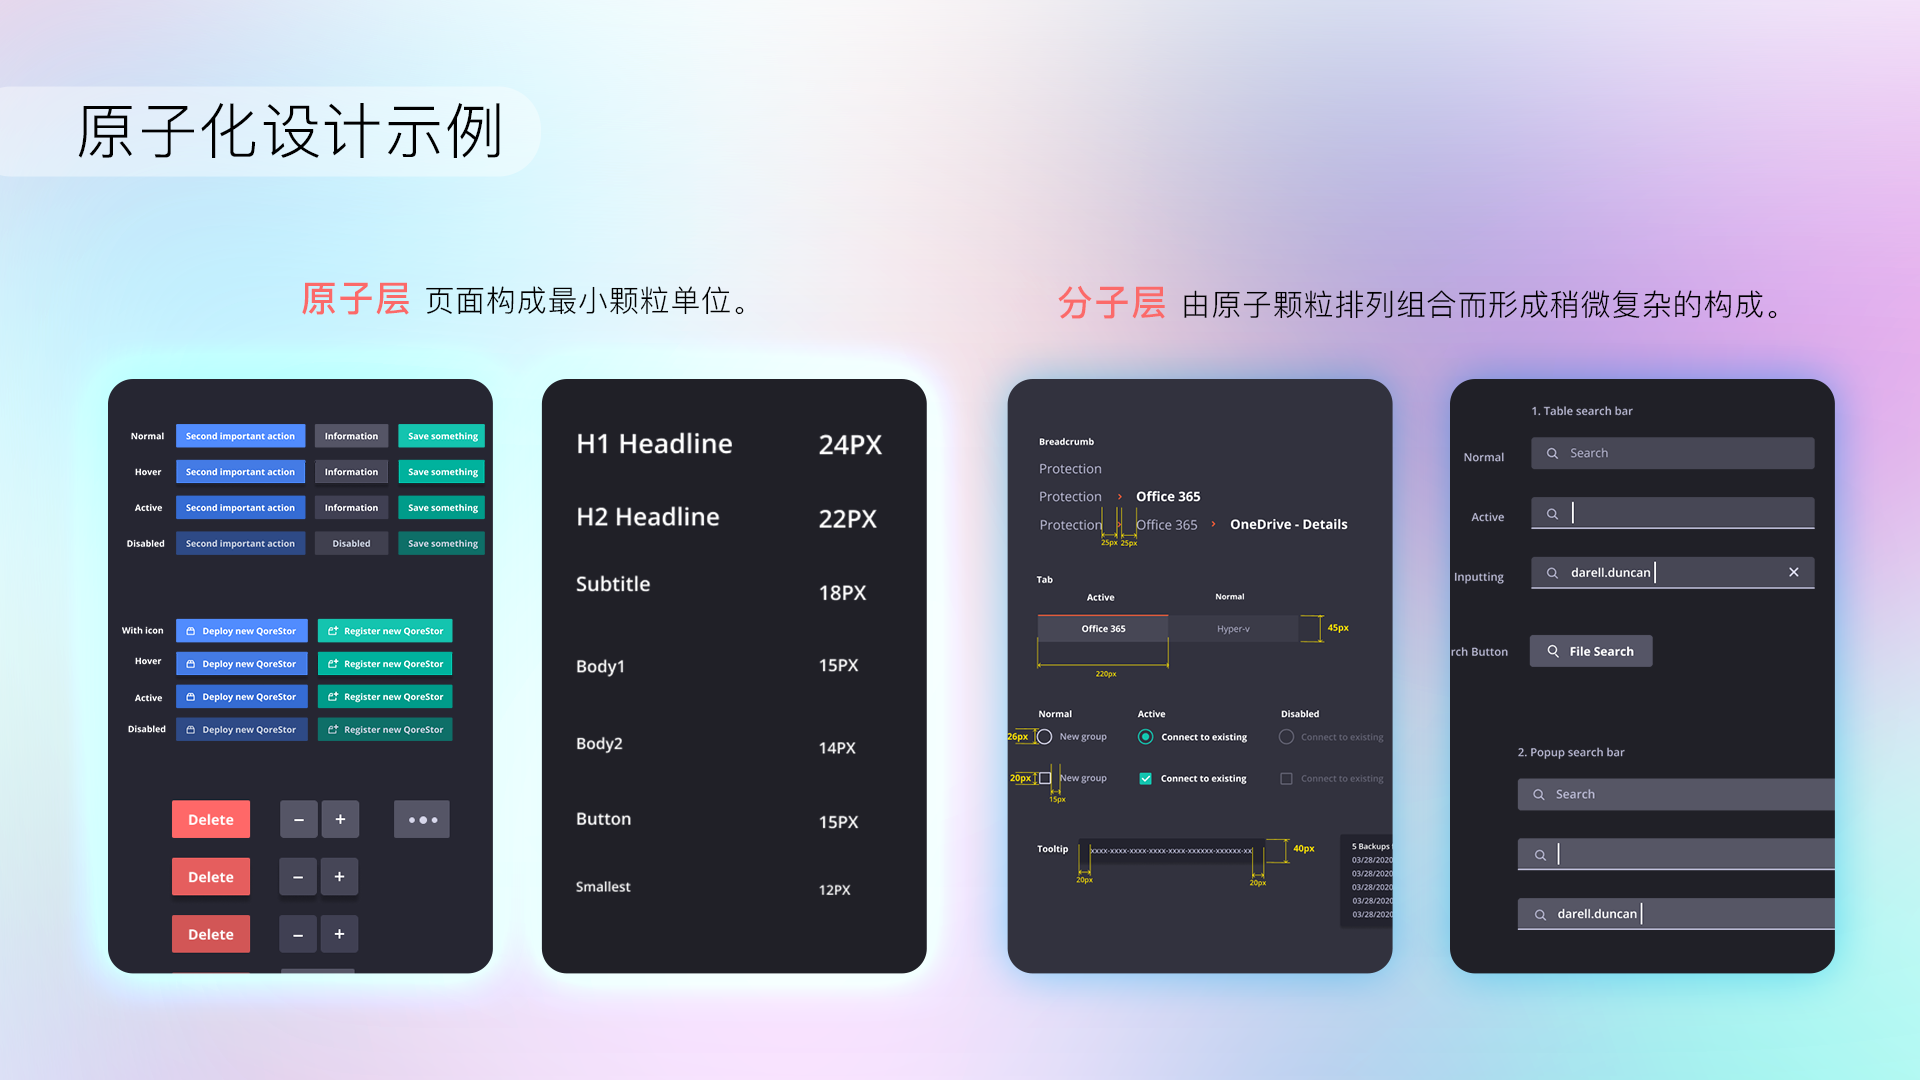 原子化设计示例
原子层 页面构成最小颗粒单位。
分子层 由原子颗粒排列组合而形成稍微复杂的构成。
Normal Second important action Information Save something
Hover Second important action Information Save something
Active Second important action Information Save something
Disabled Second important action Disabled Save something
With icon Deploy new QoreStor Register new QoreStor
Hover Deploy new QoreStor Register new QoreStor
Active Deploy new QoreStor Register new QoreStor
Disabled Deploy new QoreStor Register new QoreStor
Delete − +
Delete − +
Delete − +
H1 Headline 24PX
H2 Headline 22PX
Subtitle 18PX
Body1 15PX
Body2 14PX
Button 15PX
Smallest 12PX
Breadcrumb
Protection
Protection > Office 365
Protection > Office 365 > OneDrive - Details
25px 25px
Tab
Active Normal
Office 365 Hyper-v 45px
220px
Normal Active Disabled
26px New group Connect to existing Connect to existing
20px New group Connect to existing Connect to existing
15px
Tooltip xxxx-xxxx-xxxx-xxxx-xxxx-xxxxxx-xxxxxx-xx 40px
20px 20px
5 Backups
03/28/2020
03/28/2020
03/28/2020
03/28/2020
03/28/2020
1. Table search bar
Normal Search
Active
Inputting darell.duncan
rch Button File Search
2. Popup search bar
Search
darell.duncan